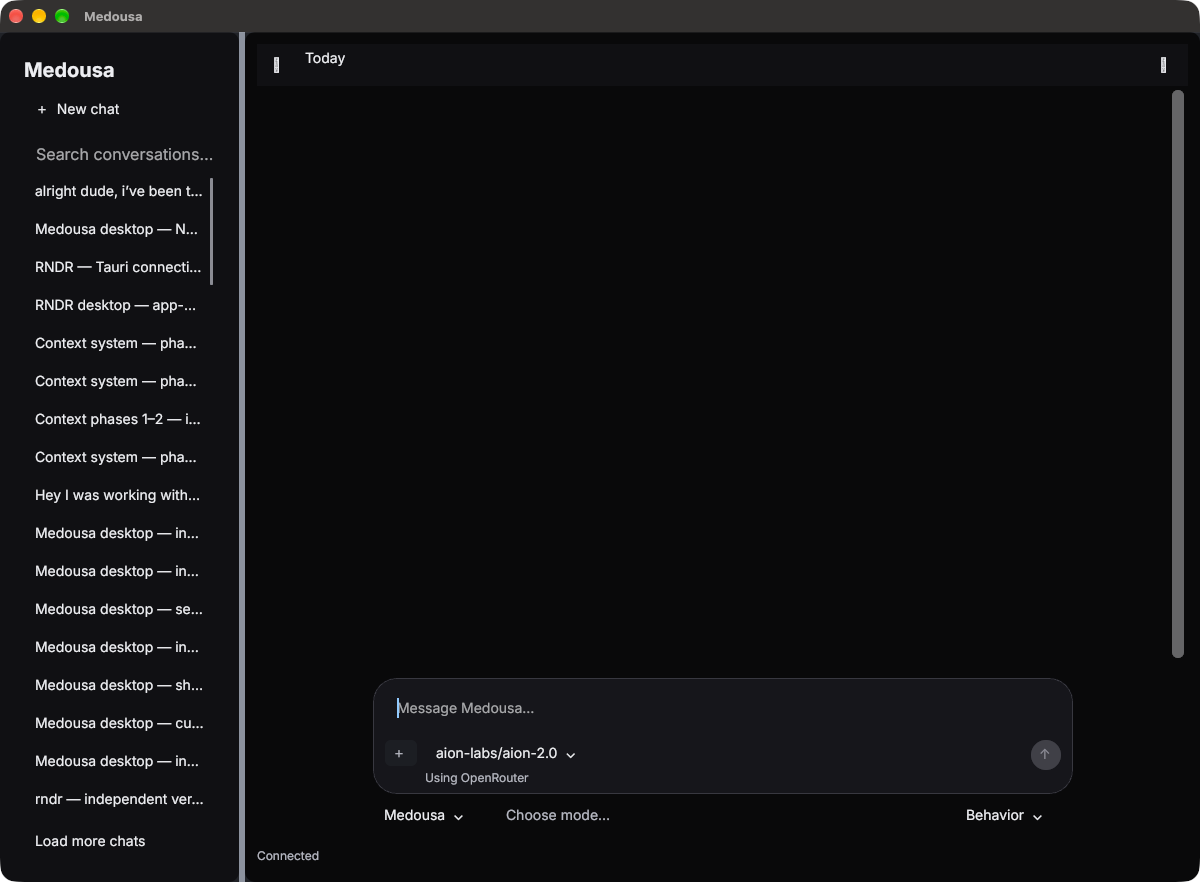 Medousa
Medousa
+ New chat
Search conversations...
alright dude, i’ve been t...
Medousa desktop — N...
RNDR — Tauri connecti...
RNDR desktop — app-...
Context system — pha...
Context system — pha...
Context phases 1–2 — i...
Context system — pha...
Hey I was working with...
Medousa desktop — in...
Medousa desktop — in...
Medousa desktop — se...
Medousa desktop — in...
Medousa desktop — sh...
Medousa desktop — cu...
Medousa desktop — in...
rndr — independent ver...
Load more chats
Today
Message Medousa...
+ aion-labs/aion-2.0
Using OpenRouter
Medousa Choose mode... Behavior
Connected